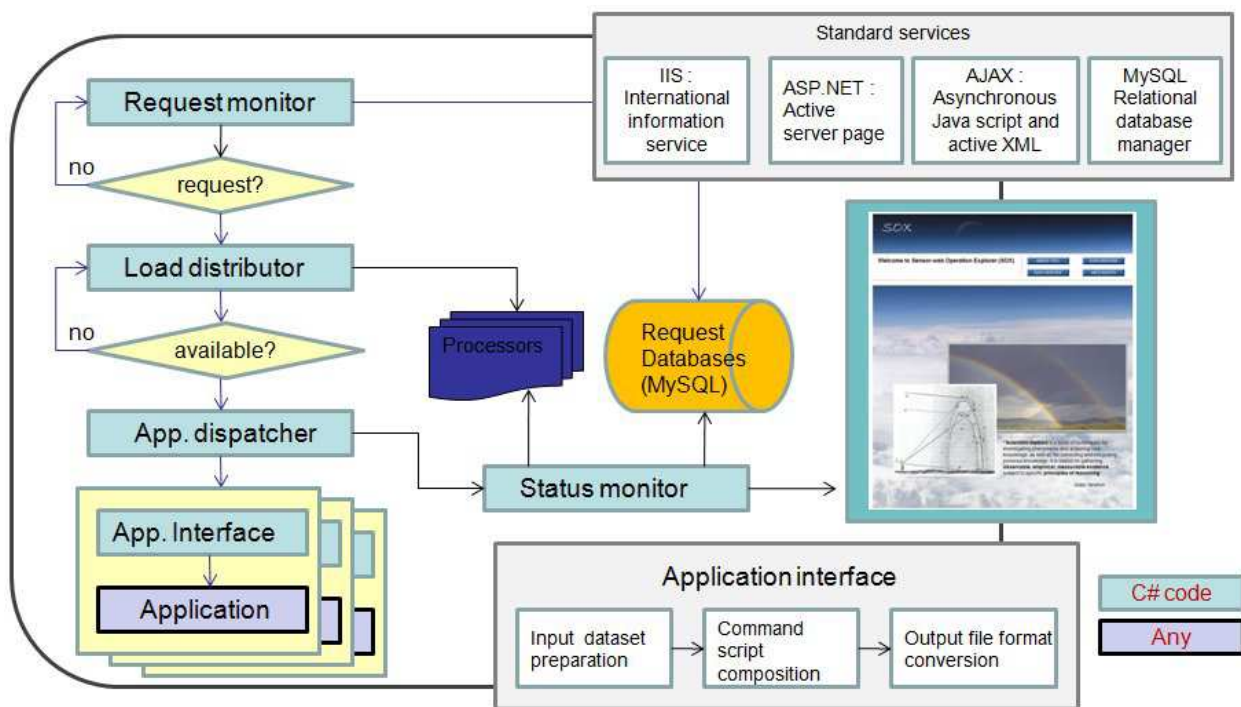 Standard services
IIS :
International
information
service
ASP.NET :
Active
server page
AJAX :
Asynchronous
Java script and
active XML
MySQL
Relational
database
manager
Request monitor
no
request?
Load distributor
no
available?
App. dispatcher
App. Interface
Application
Processors
Request
Databases
(MySQL)
Status monitor
SOX
Welcome to Sensor-web Operation Explorer (SOX)
Application interface
Input dataset
preparation
Command
script
composition
Output file format
conversion
C# code
Any